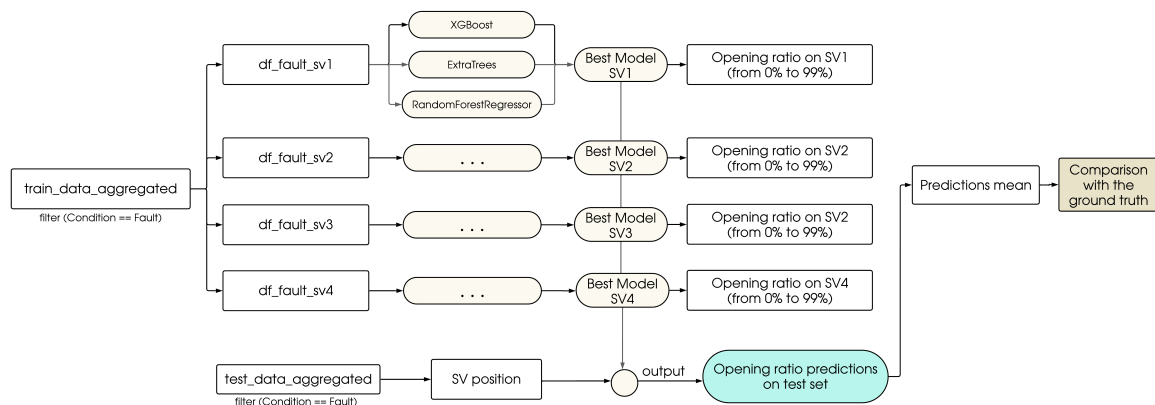 XGBoost
df_fault_sv1
ExtraTrees
Best Model
SV1
Opening ratio on SV1
(from 0% to 99%)
RandomForestRegressor
df_fault_sv2
. . .
Best Model
SV2
Opening ratio on SV2
(from 0% to 99%)
train_data_aggregated
filter (Condition == Fault)
Predictions mean
Comparison
with the
ground truth
df_fault_sv3
. . .
Best Model
SV3
Opening ratio on SV2
(from 0% to 99%)
df_fault_sv4
. . .
Best Model
SV4
Opening ratio on SV4
(from 0% to 99%)
test_data_aggregated
filter (Condition == Fault)
SV position
output
Opening ratio predictions
on test set